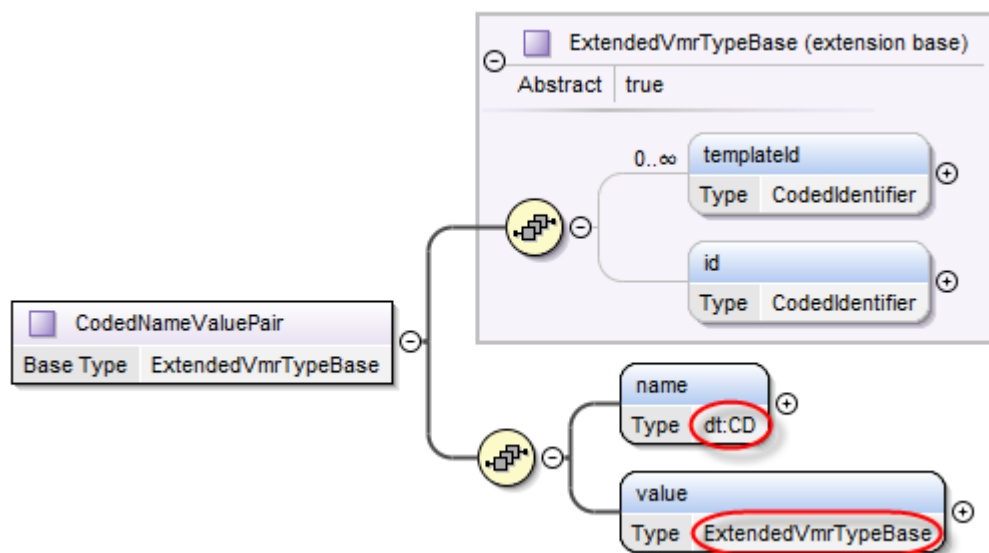 ExtendedVmrTypeBase (extension base)
Abstract true
0..∞ templateId
Type CodedIdentifier
id
Type CodedIdentifier
CodedNameValuePair
Base Type ExtendedVmrTypeBase
name
Type dt:CD
value
Type ExtendedVmrTypeBase